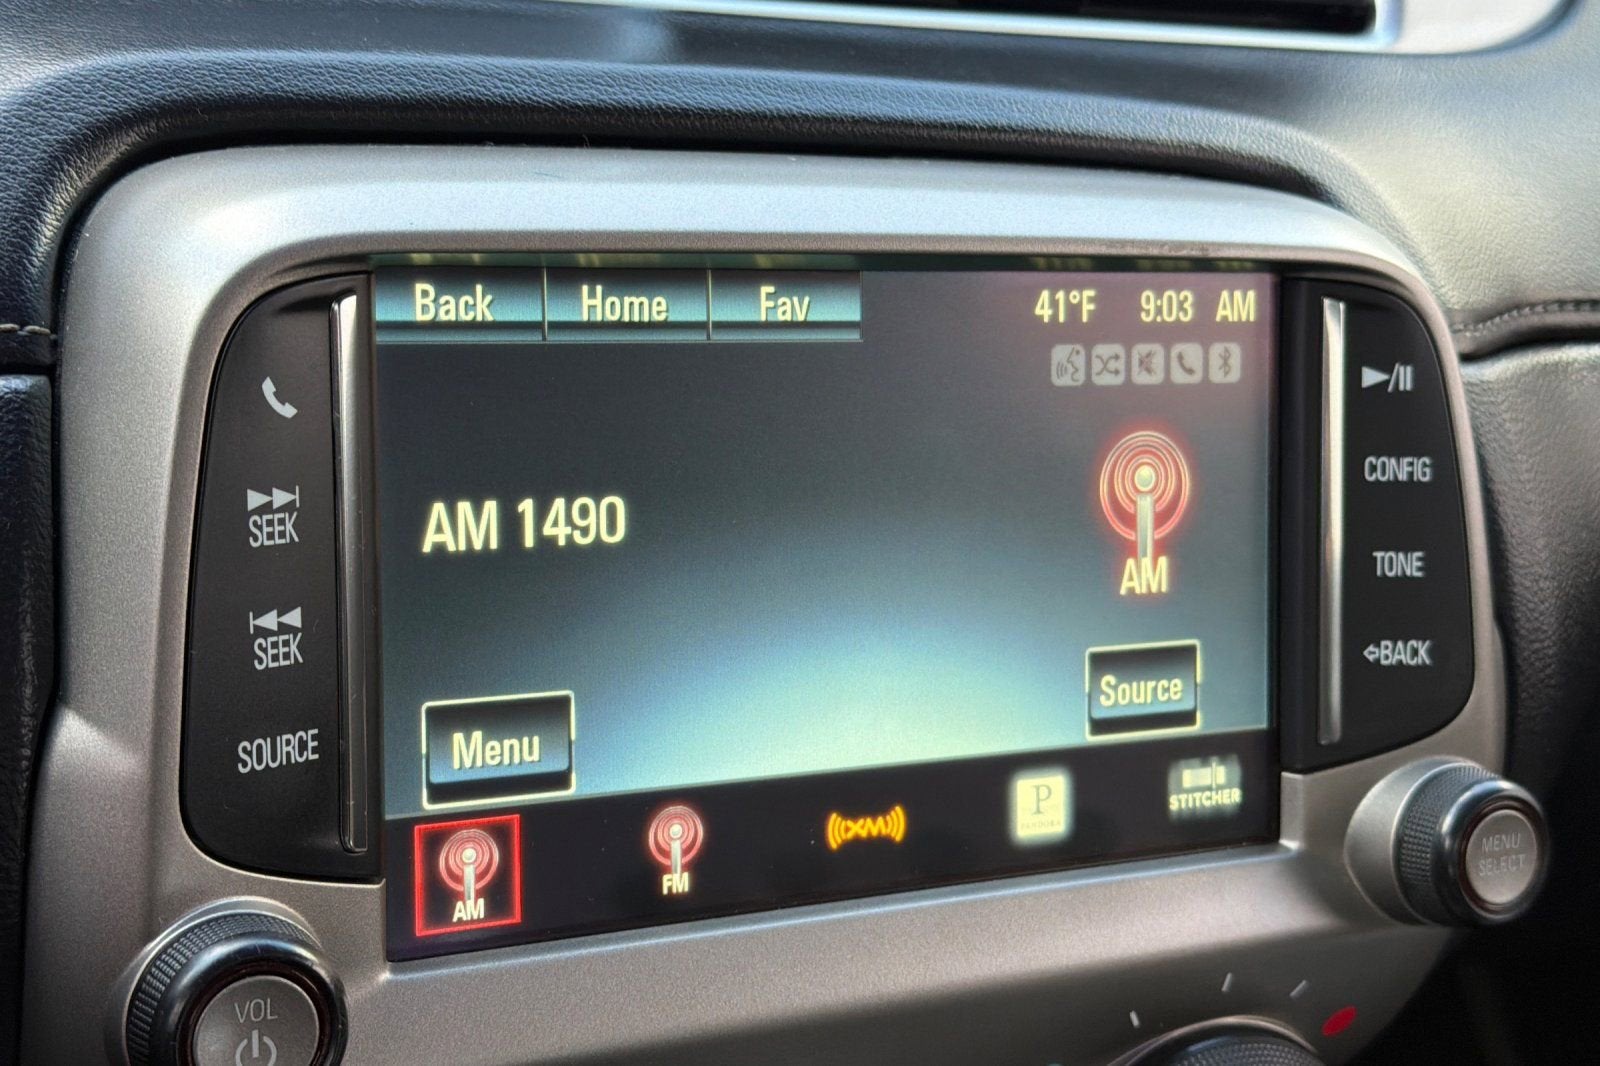 Back Home Fav 41°F 9:03 AM
AM 1490
AM
Menu
Source
AM
FM
XM
P
PANDORA
STITCHER
SEEK
SEEK
SOURCE
VOL
CONFIG
TONE
BACK
MENU
SELECT